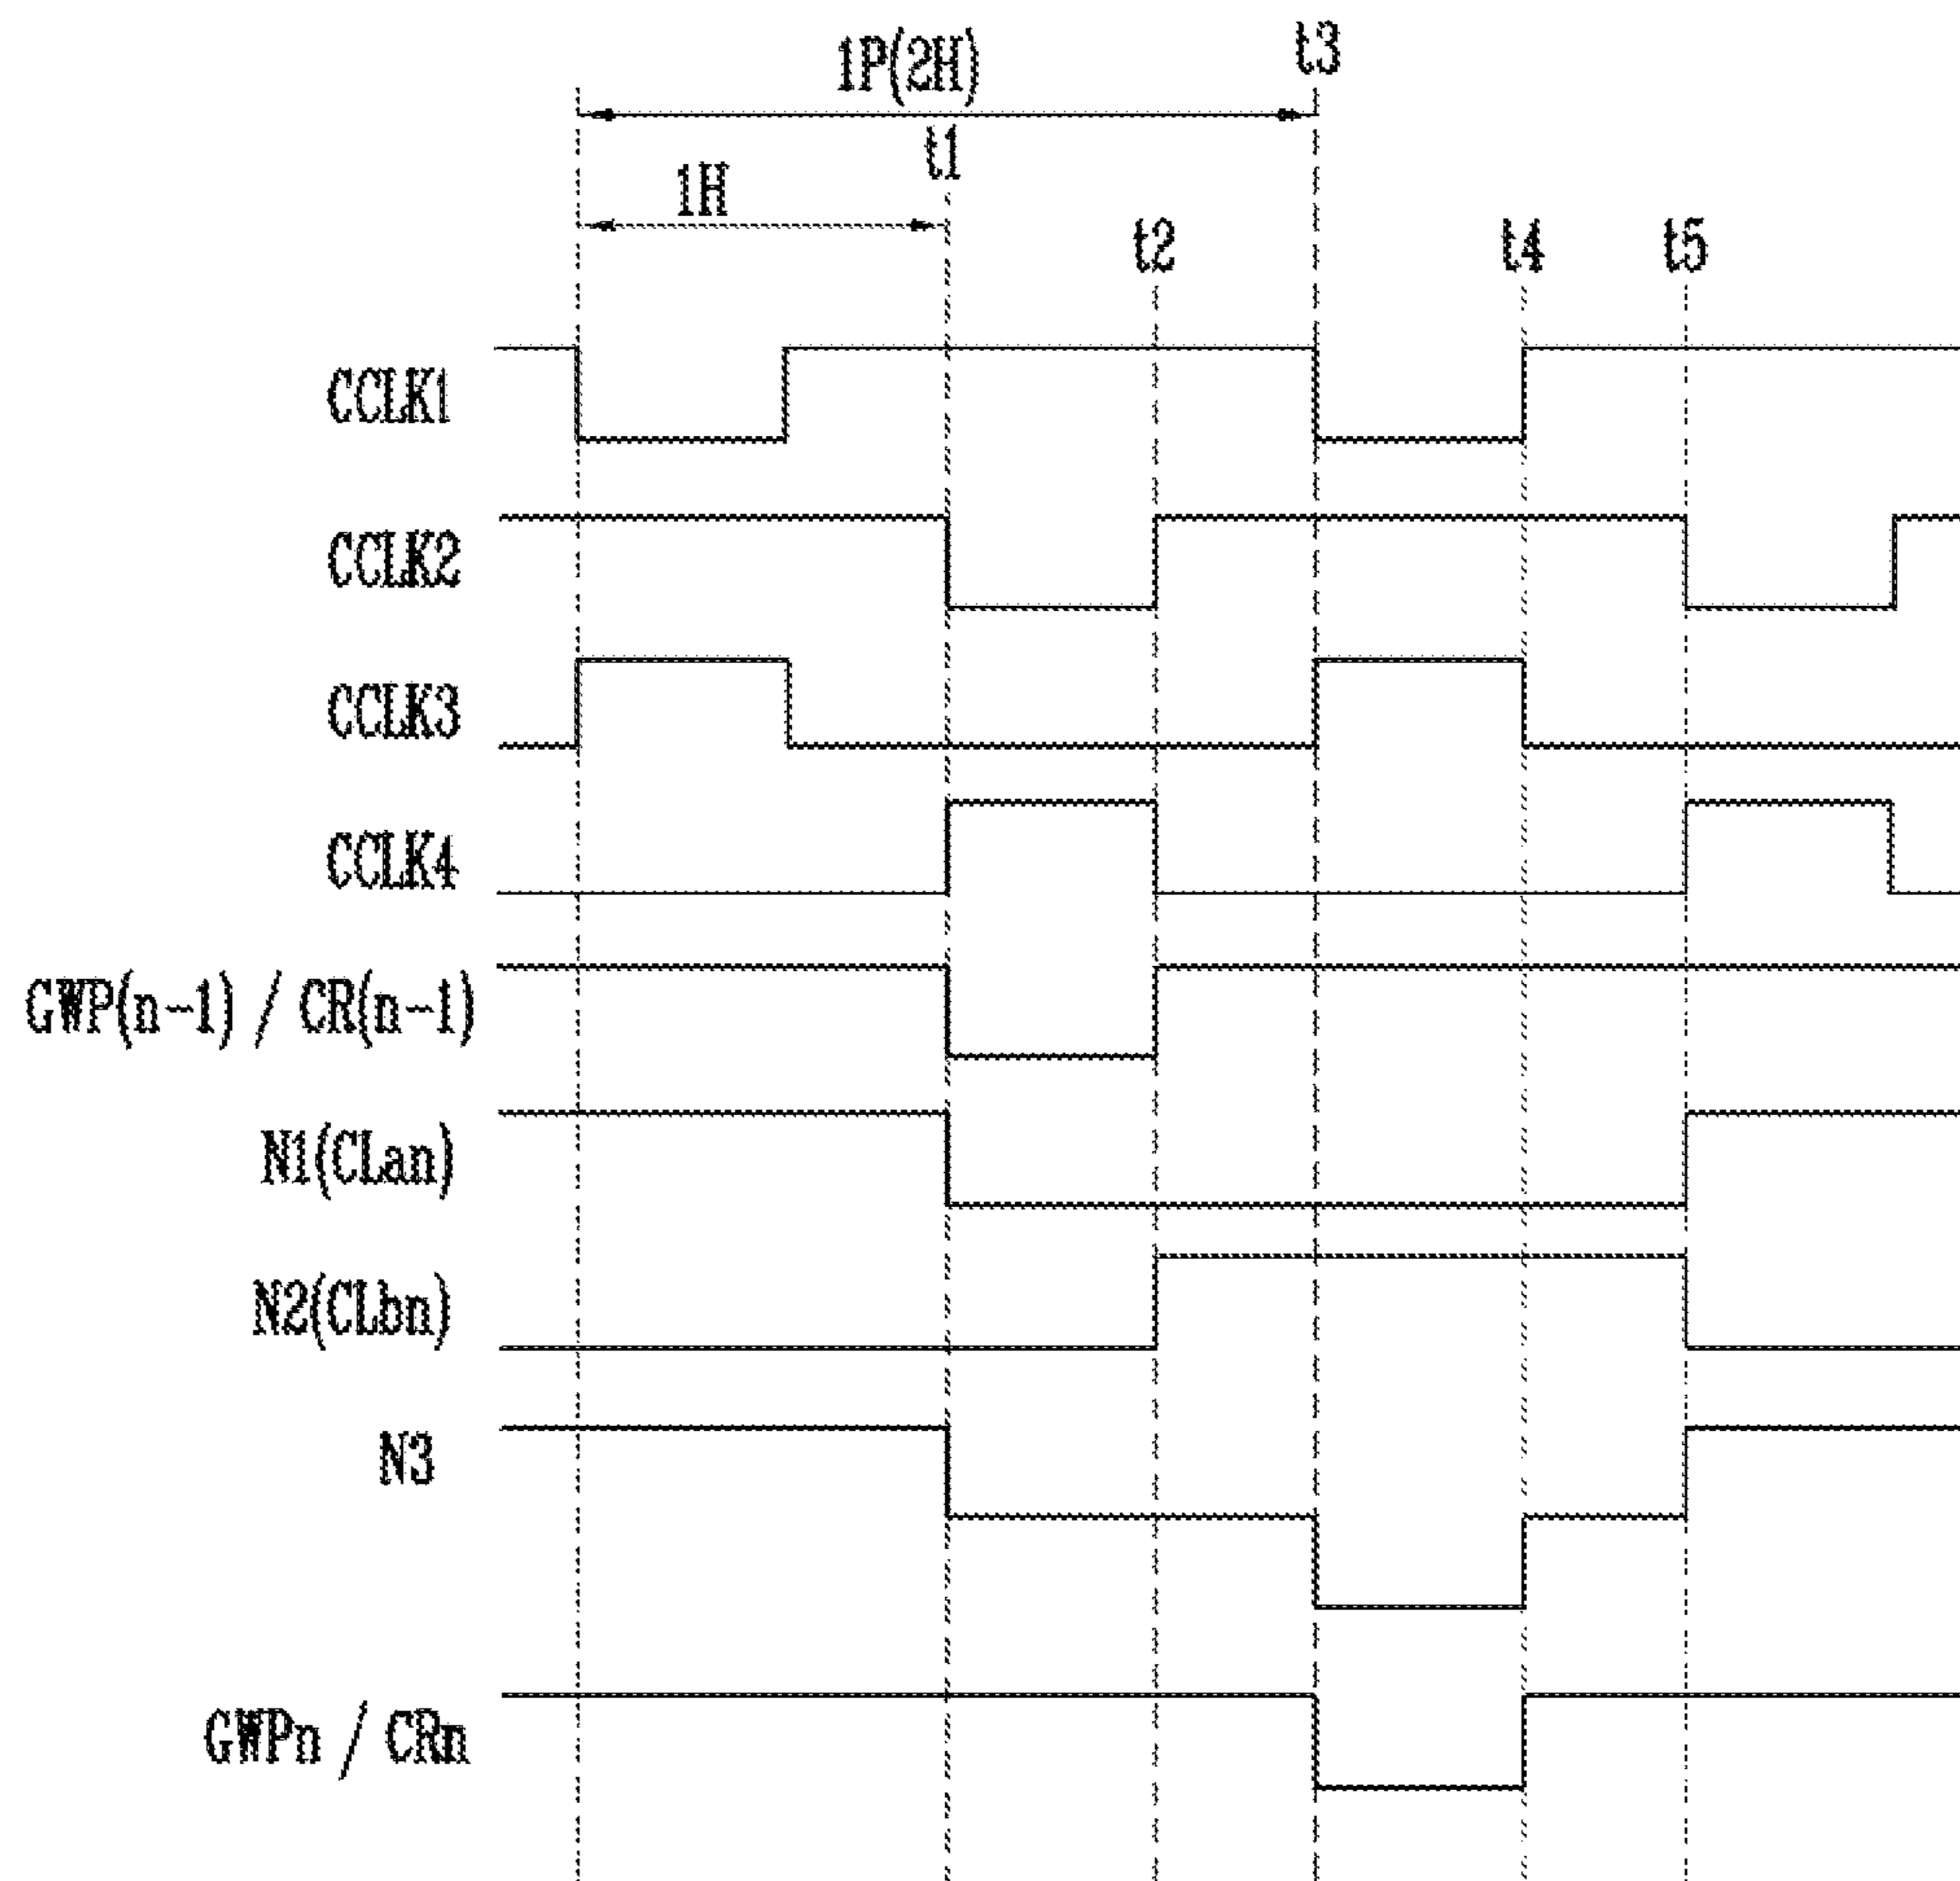 1P(2H)
t3
t1
1H
t2
t4
t5
CCLK1
CCLK2
CCLK3
CCLK4
GWP(n-1) / CR(n-1)
N1(CLan)
N2(CLbn)
N3
GWPn / CRn